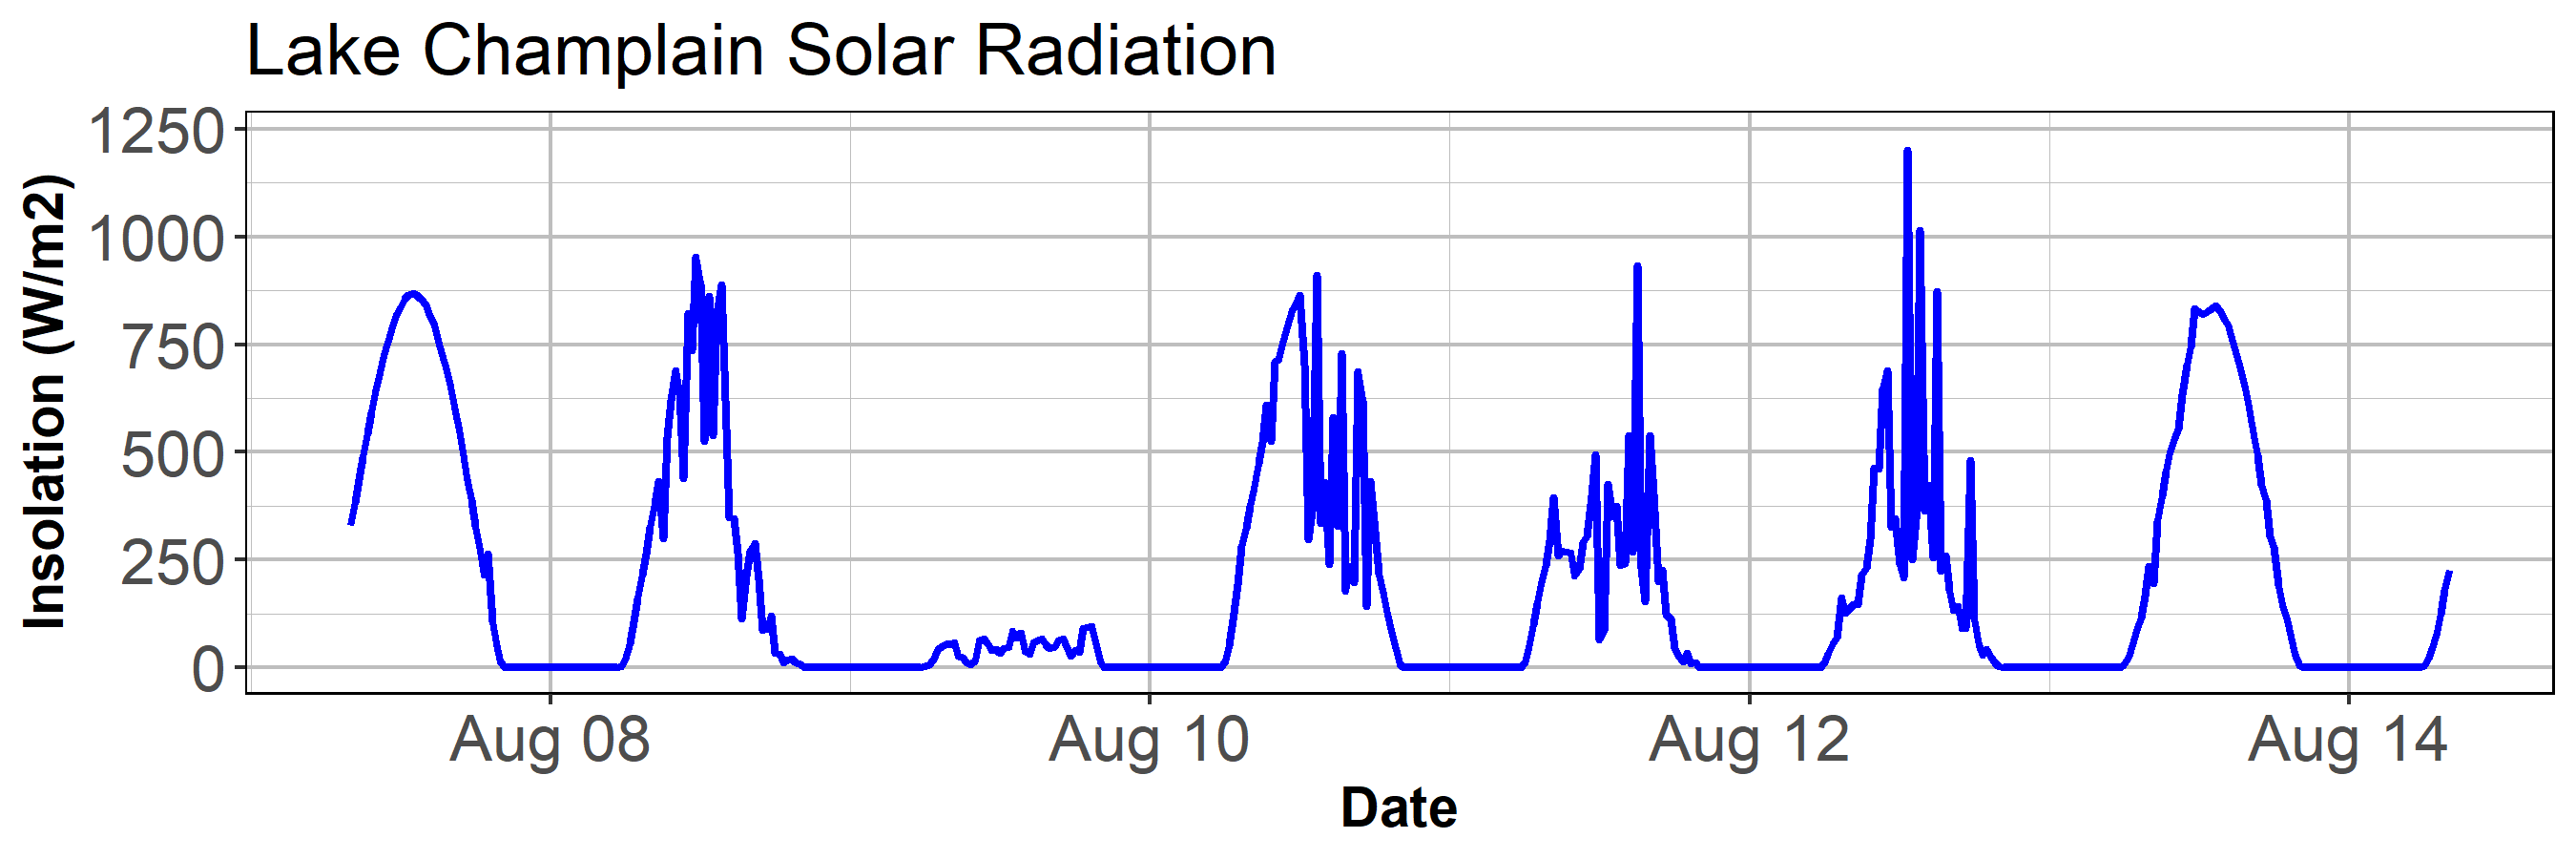 Lake Champlain Solar Radiation
1250
1000
750
500
250
0
Insolation (W/m2)
Aug 08 Aug 10 Aug 12 Aug 14
Date